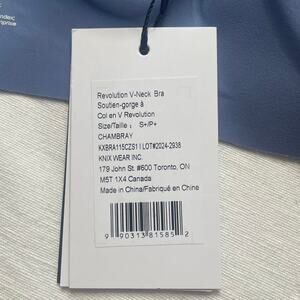 Revolution V-Neck Bra
Soutien-gorge à
Col en V Revolution
Size/Taille : S+/P+
CHAMBRAY
KXBRA115CZS1 | LOT#2024-2938
KNIX WEAR INC.
179 John St. #600 Toronto, ON
M5T 1X4 Canada
Made in China/Fabriqué en Chine
9 90313 81585 2